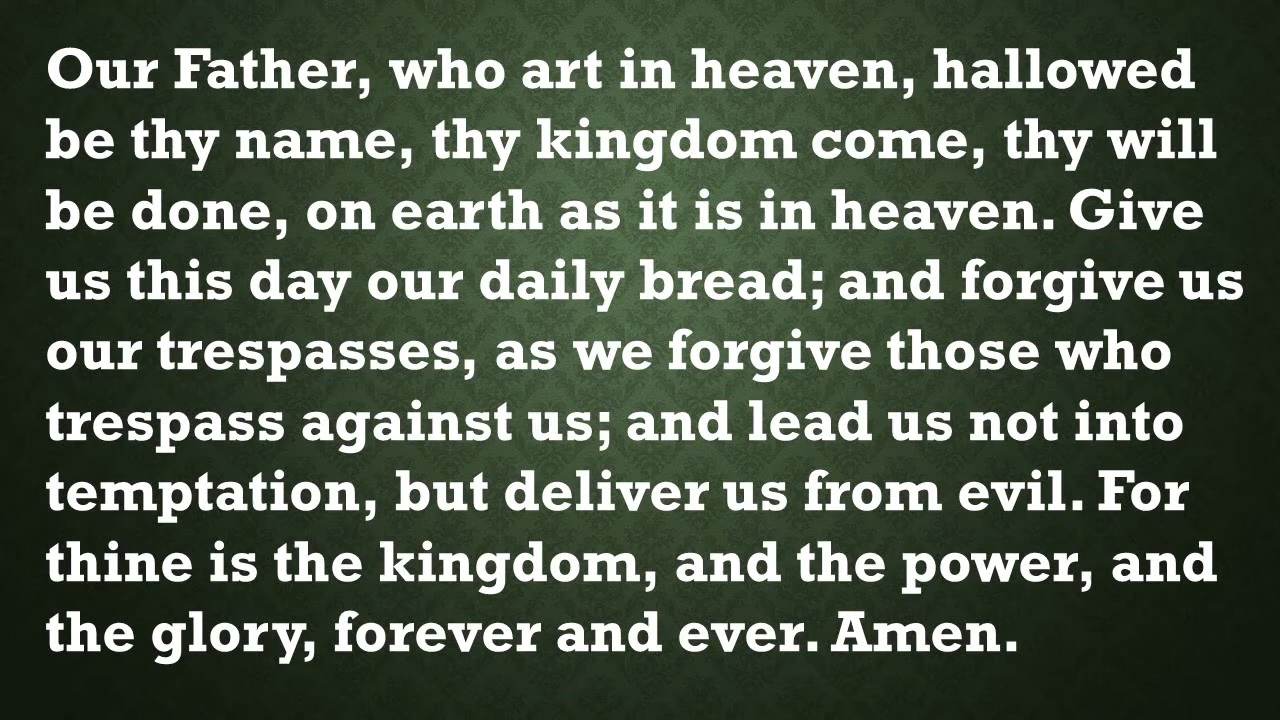 Our Father, who art in heaven, hallowed
be thy name, thy kingdom come, thy will
be done, on earth as it is in heaven. Give
us this day our daily bread; and forgive us
our trespasses, as we forgive those who
trespass against us; and lead us not into
temptation, but deliver us from evil. For
thine is the kingdom, and the power, and
the glory, forever and ever. Amen.